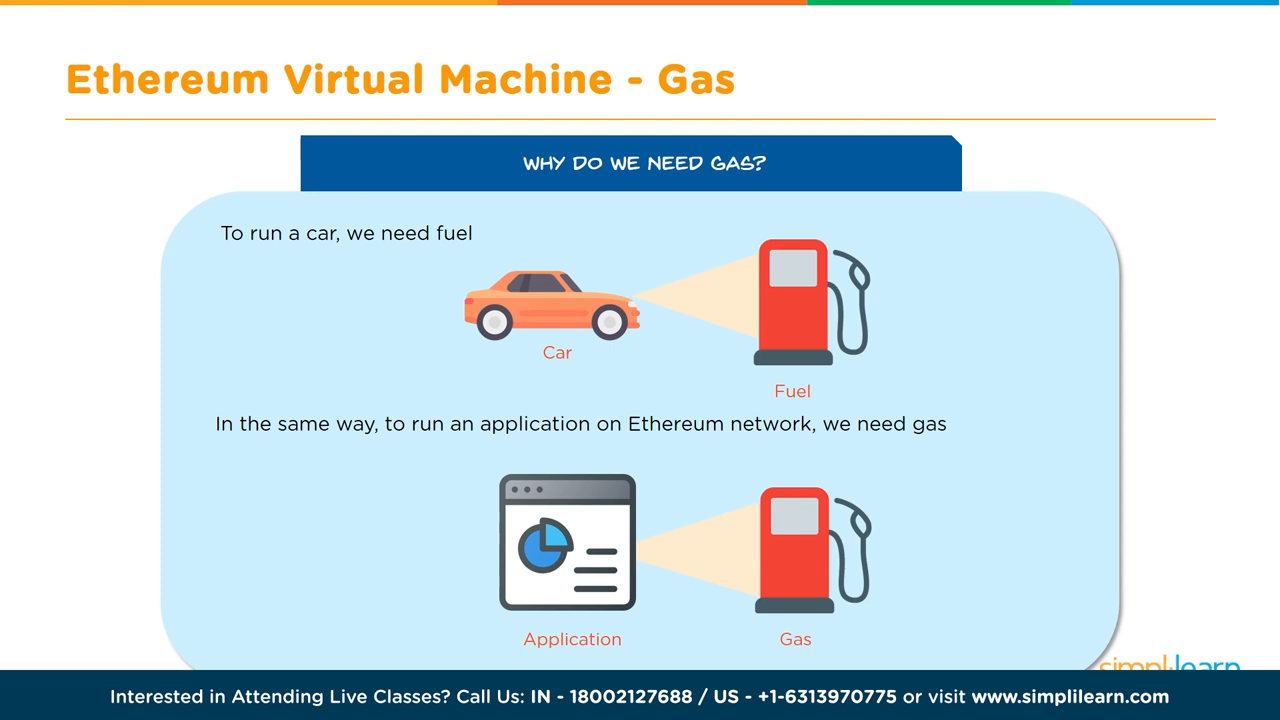 Ethereum Virtual Machine - Gas
WHY DO WE NEED GAS?
To run a car, we need fuel
Car
Fuel
In the same way, to run an application on Ethereum network, we need gas
Application
Gas
simplilearn
Interested in Attending Live Classes? Call Us: IN - 18002127688 / US - +1-6313970775 or visit www.simplilearn.com